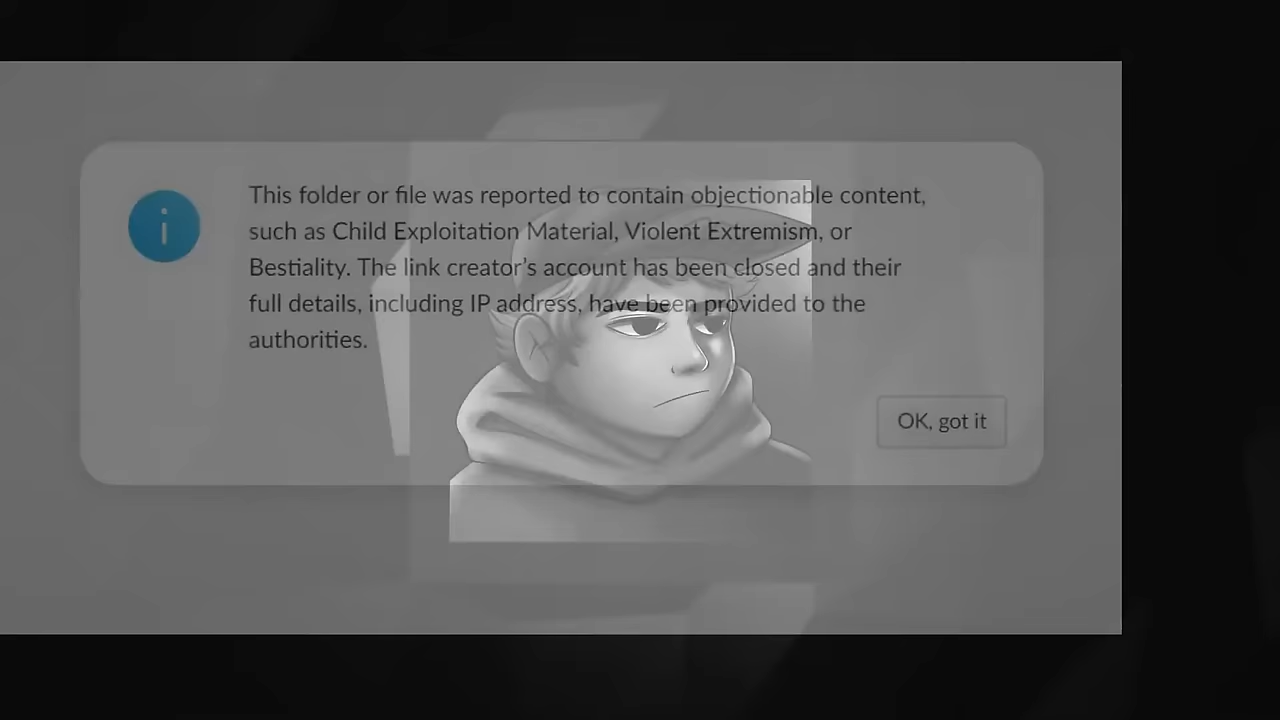 This folder or file was reported to contain objectionable content,
such as Child Exploitation Material, Violent Extremism, or
Bestiality. The link creator's account has been closed and their
full details, including IP address, have been provided to the
authorities.
OK, got it